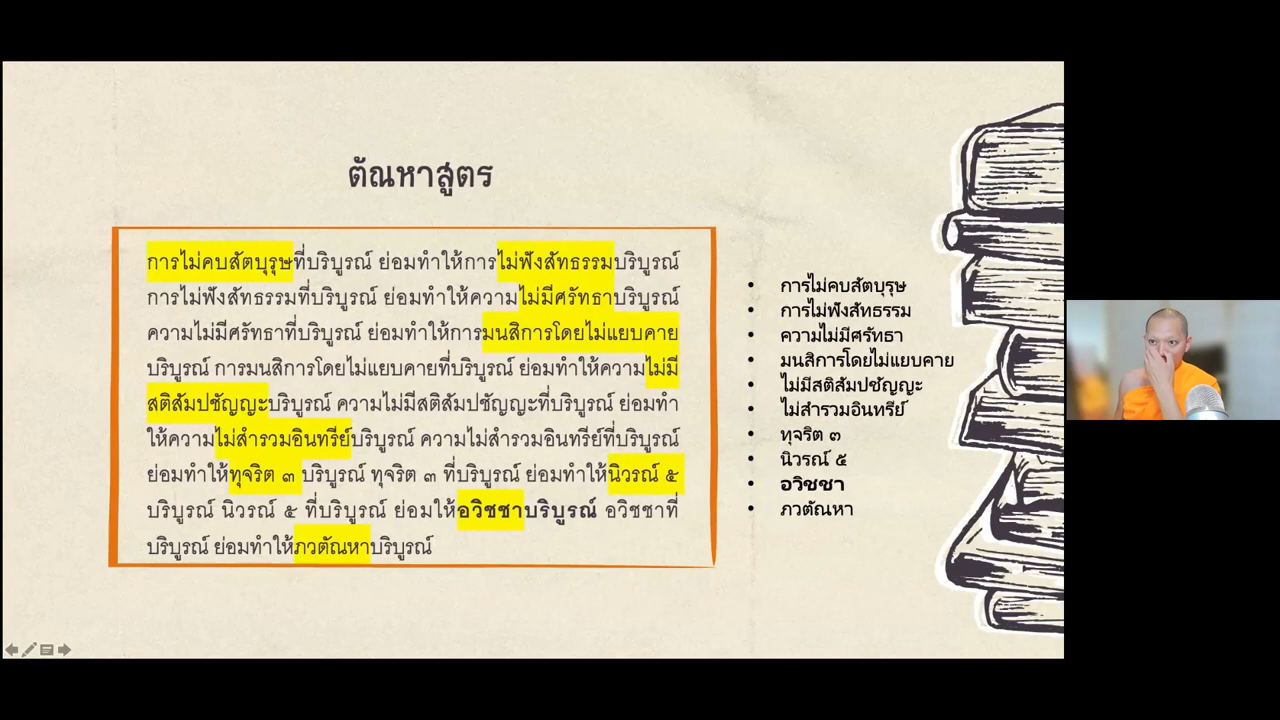 ตัณหาสูตร
การไม่คบสัตบุรุษที่บริบูรณ์ ย่อมทำให้การไม่ฟังสัทธรรมบริบูรณ์
การไม่ฟังสัทธรรมที่บริบูรณ์ ย่อมทำให้ความไม่มีศรัทธาบริบูรณ์
ความไม่มีศรัทธาที่บริบูรณ์ ย่อมทำให้การมนสิการโดยไม่แยบคาย
บริบูรณ์ การมนสิการโดยไม่แยบคายที่บริบูรณ์ ย่อมทำให้ความไม่มี
สติสัมปชัญญะบริบูรณ์ ความไม่มีสติสัมปชัญญะที่บริบูรณ์ ย่อมทำ
ให้ความไม่สำรวมอินทรีย์บริบูรณ์ ความไม่สำรวมอินทรีย์ที่บริบูรณ์
ย่อมทำให้ทุจริต ๓ บริบูรณ์ ทุจริต ๓ ที่บริบูรณ์ ย่อมทำให้นิวรณ์ ๕
บริบูรณ์ นิวรณ์ ๕ ที่บริบูรณ์ ย่อมให้อวิชชาบริบูรณ์ อวิชชาที่
บริบูรณ์ ย่อมทำให้ภวตัณหาบริบูรณ์
• การไม่คบสัตบุรุษ
• การไม่ฟังสัทธรรม
• ความไม่มีศรัทธา
• มนสิการโดยไม่แยบคาย
• ไม่มีสติสัมปชัญญะ
• ไม่สำรวมอินทรีย์
• ทุจริต ๓
• นิวรณ์ ๕
• อวิชชา
• ภวตัณหา